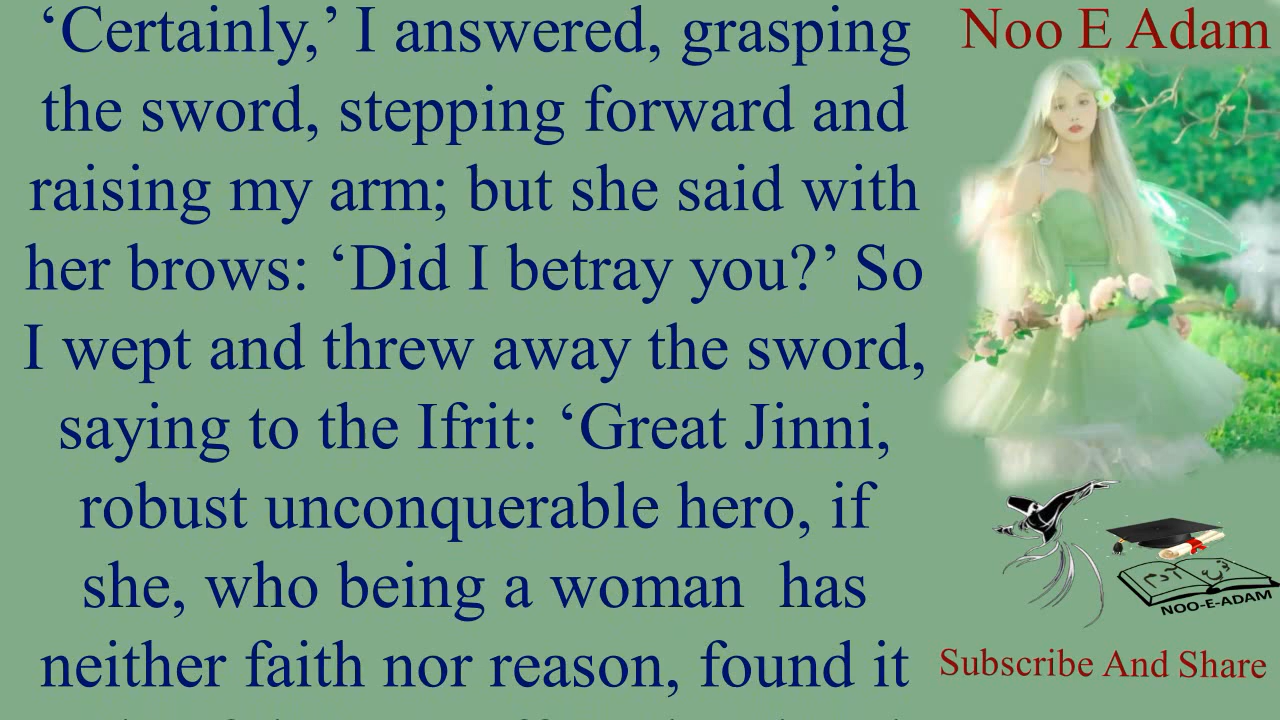 ‘Certainly,’ I answered, grasping
the sword, stepping forward and
raising my arm; but she said with
her brows: ‘Did I betray you?’ So
I wept and threw away the sword,
saying to the Ifrit: ‘Great Jinni,
robust unconquerable hero, if
she, who being a woman has
neither faith nor reason, found it
Noo E Adam
نوع آدم
NOO-E-ADAM
Subscribe And Share